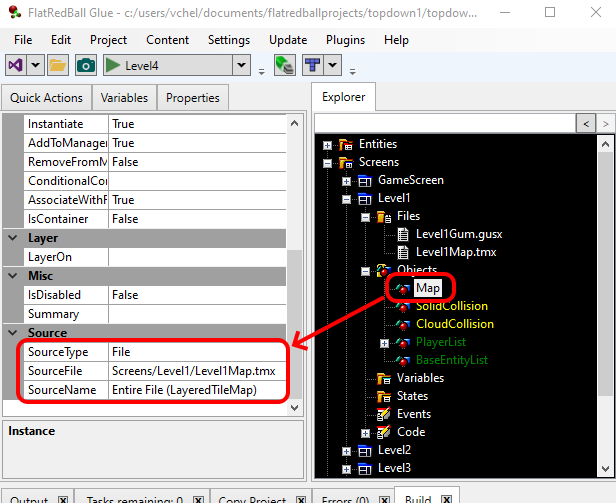 FlatRedBall Glue - c:/users/vchel/documents/flatredballprojects/topdown1/topdow...
File Edit Project Content Settings Update Plugins Help
Level4
Quick Actions Variables Properties
Instantiate True
AddToManager True
RemoveFromM False
ConditionalCor
AssociateWithF True
IsContainer False
Layer
LayerOn
Misc
IsDisabled False
Summary
Source
SourceType File
SourceFile Screens/Level1/Level1Map.tmx
SourceName Entire File (LayeredTileMap)
Instance
Explorer
< >
Entities
Screens
GameScreen
Level1
Files
Level1Gum.gusx
Level1Map.tmx
Objects
Map
SolidCollision
CloudCollision
PlayerList
BaseEntityList
Variables
States
Events
Code
Level2
Level3
Output Tasks remaining: 0 Copy Project Errors (0) Build